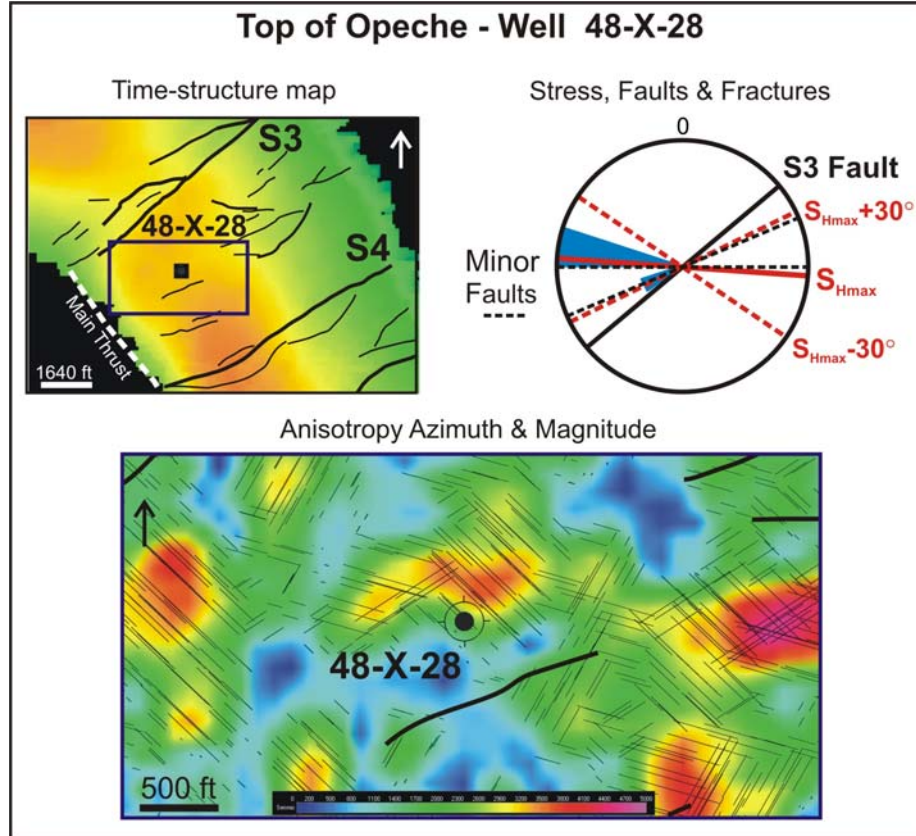 Top of Opeche - Well 48-X-28
Time-structure map
S3
48-X-28
S4
Main Thrust
1640 ft
Stress, Faults & Fractures
0
S3 Fault
SHmax+30°
Minor
Faults
SHmax
SHmax-30°
Anisotropy Azimuth & Magnitude
48-X-28
500 ft